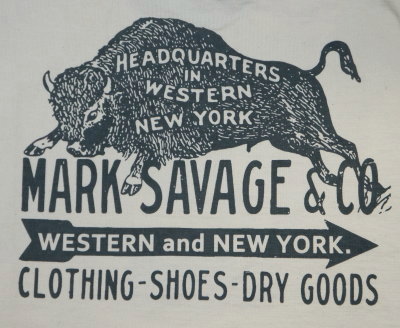 HEADQUARTERS
IN
WESTERN
NEW YORK
MARK SAVAGE & CO.
WESTERN and NEW YORK.
CLOTHING-SHOES-DRY GOODS